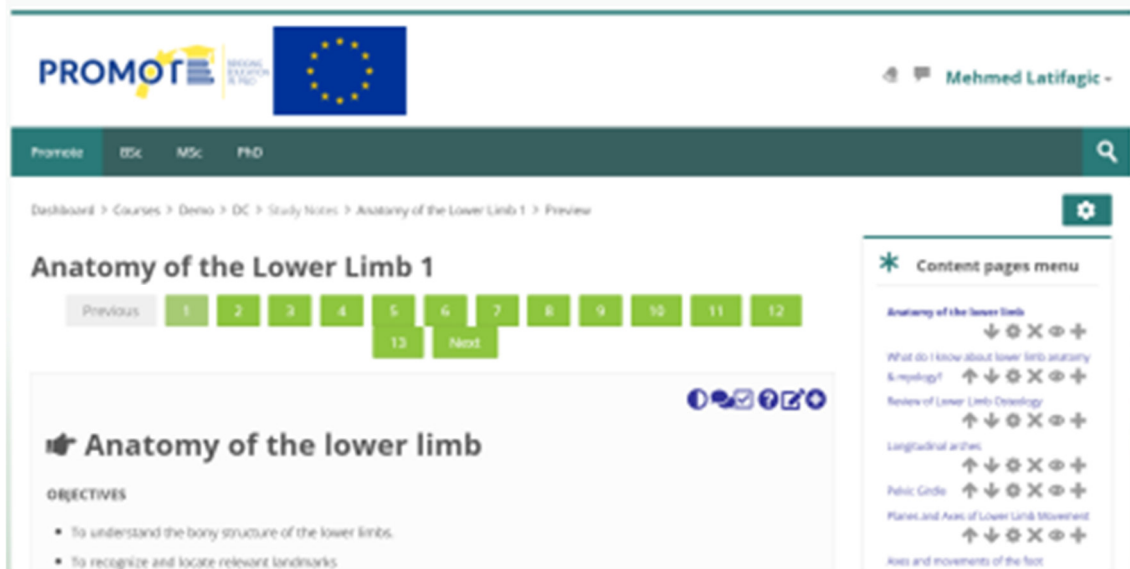 PROMOTE
Mehmed Latifagic
Promote BSc MSc PhD
Dashboard > Courses > Demo > DC > Study Notes > Anatomy of the Lower Limb 1 > Preview
Anatomy of the Lower Limb 1
Previous 1 2 3 4 5 6 7 8 9 10 11 12
13 Next
Anatomy of the lower limb
OBJECTIVES
• To understand the bony structure of the lower limbs.
• To recognize and locate relevant landmarks
Content pages menu
Anatomy of the lower limb
What do I know about lower limb anatomy
& myology?
Review of Lower Limb Osteology
Longitudinal arches
Pelvic Girdle
Planes and Axes of Lower Limb Movement
Axes and movements of the foot